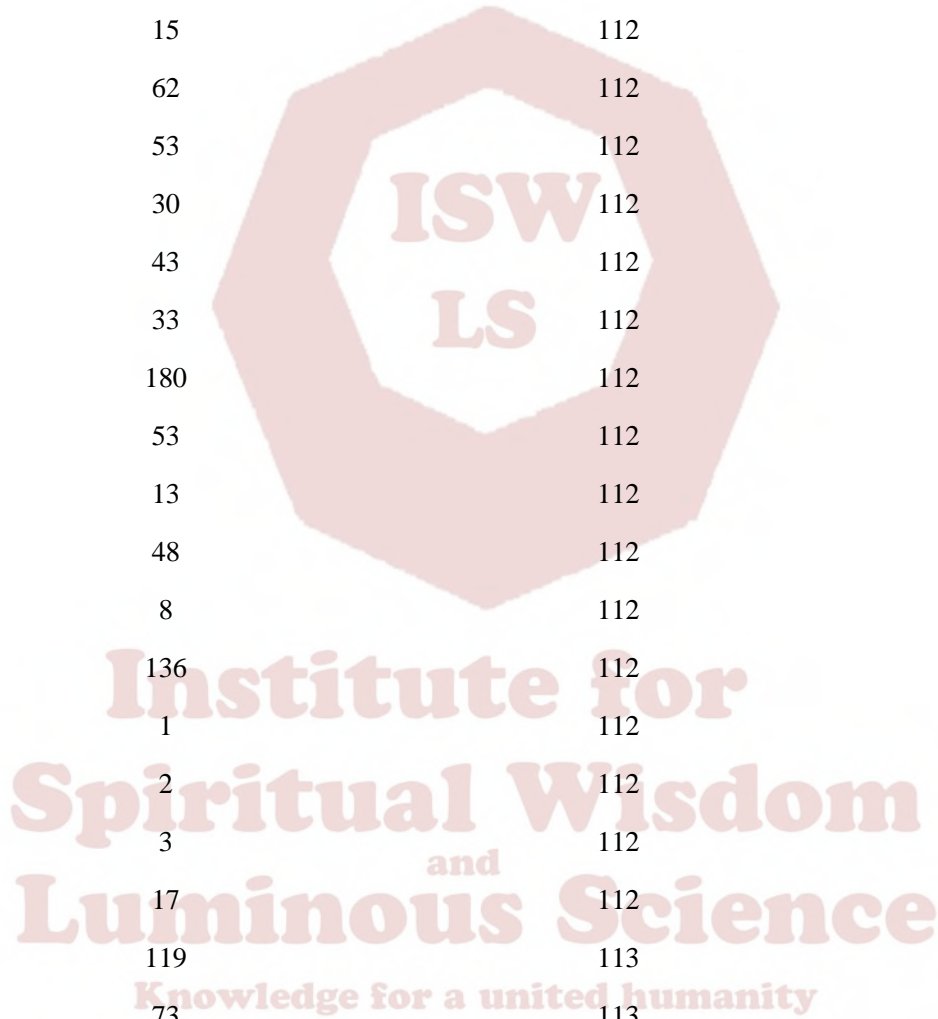 15 112
62 112
53 112
30 112
43 112
33 112
180 112
53 112
13 112
48 112
8 112
136 112
1 112
2 112
3 112
17 112
119 113
73 113
ISW
LS
Institute for
Spiritual Wisdom
and
Luminous Science
Knowledge for a united humanity